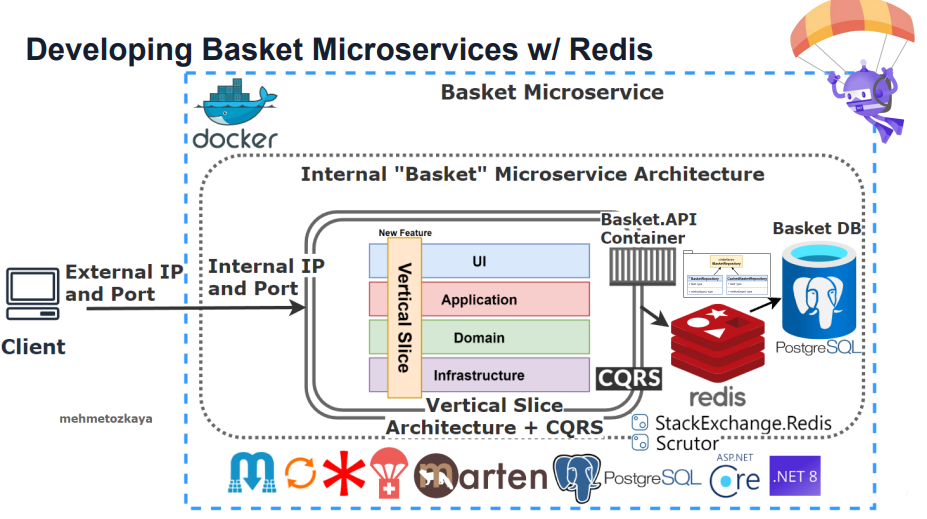 Developing Basket Microservices w/ Redis
Basket Microservice
docker
Internal "Basket" Microservice Architecture
Basket.API
Container
Basket DB
New Feature
UI
Application
Domain
Infrastructure
Vertical Slice
External IP
and Port
Internal IP
and Port
Client
PostgreSQL
CQRS
redis
Vertical Slice
Architecture + CQRS
StackExchange.Redis
Scrutor
mehmetozkaya
marten
PostgreSQL
ASP.NET
Core
.NET 8